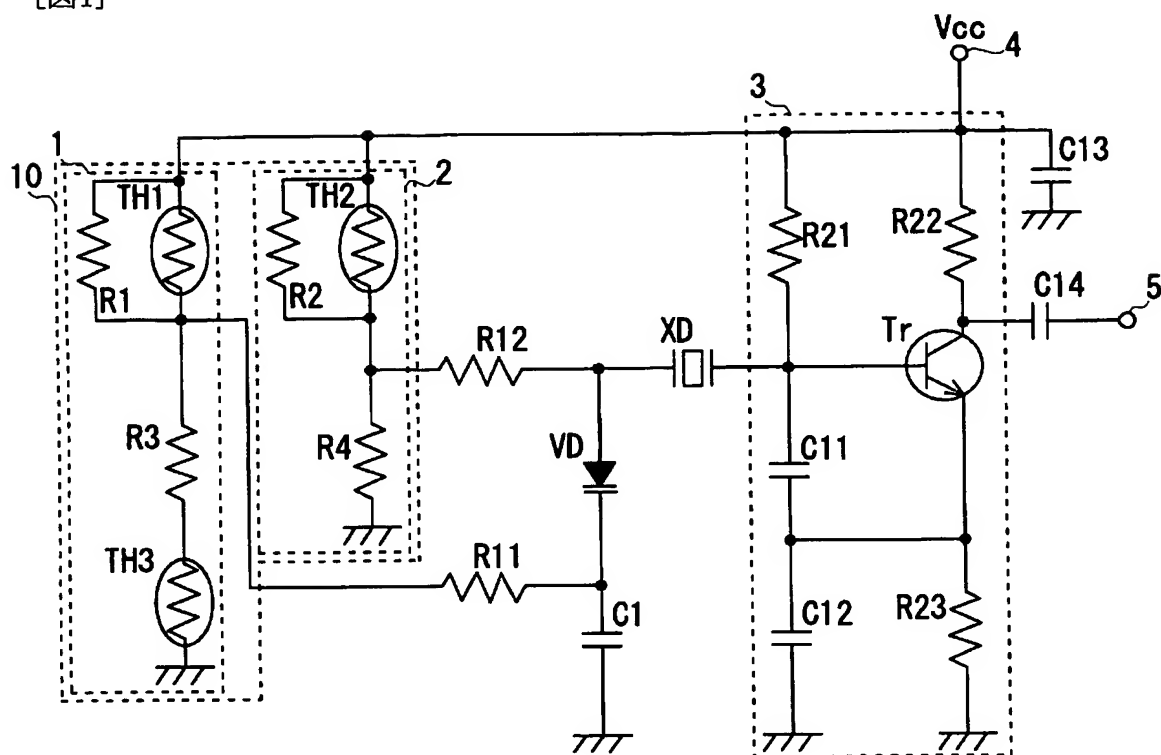 [図1]
Vcc
4
3
1
C13
10
TH1
TH2
2
R21
R22
R1
R2
C14
5
R12
XD
Tr
R3
R4
VD
C11
TH3
R11
C1
C12
R23